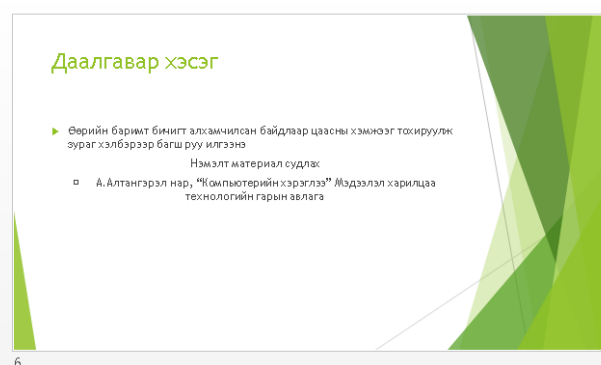 Даалгавар хэсэг
Өөрийн баримт бичигт алхамчилсан байдлаар цаасны хэмжээг тохируулж
зураг хэлбэрээр багш руу илгээнэ
Нэмэлт материал судлах
А.Алтангэрэл нар, “Компьютерийн хэрэглээ” Мэдээлэл харилцаа
технологийн гарын авлага
6